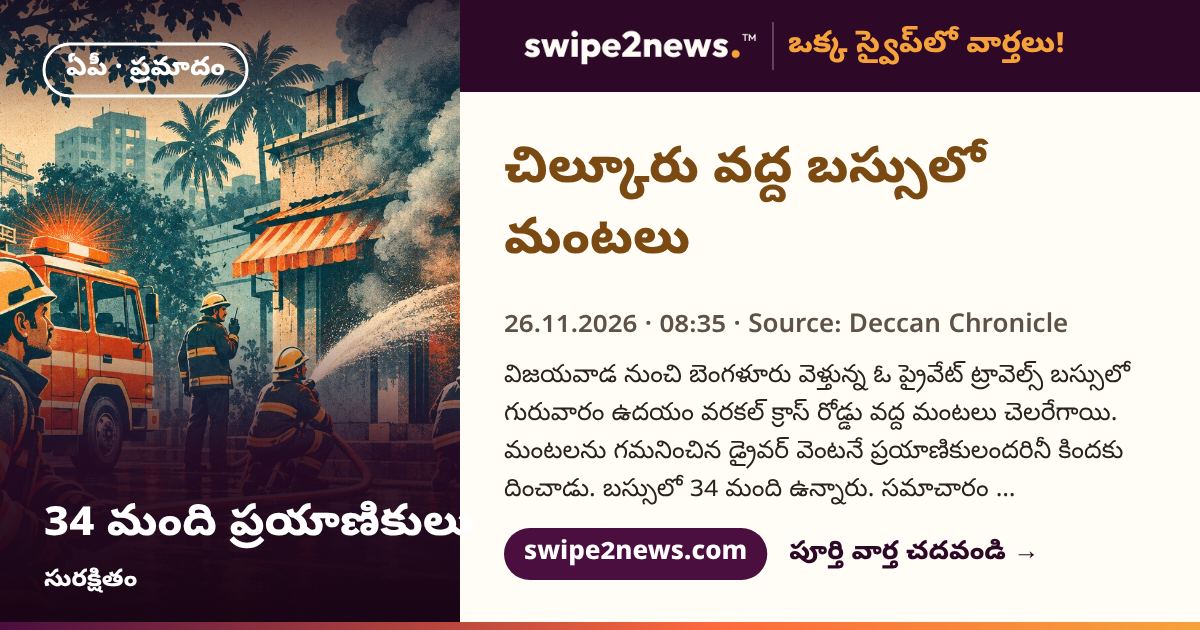 ఏపీ · ప్రమాదం
34 మంది ప్రయాణికులు
సురక్షితం
swipe2news.™ ఒక్క స్వైప్‌లో వార్తలు!
చిల్కూరు వద్ద బస్సులో
మంటలు
26.11.2026 · 08:35 · Source: Deccan Chronicle
విజయవాడ నుంచి బెంగళూరు వెళ్తున్న ఓ ప్రైవేట్ ట్రావెల్స్ బస్సులో
గురువారం ఉదయం వరకల్ క్రాస్ రోడ్డు వద్ద మంటలు చెలరేగాయి.
మంటలను గమనించిన డ్రైవర్ వెంటనే ప్రయాణికులందరినీ కిందకు
దించాడు. బస్సులో 34 మంది ఉన్నారు. సమాచారం ...
swipe2news.com పూర్తి వార్త చదవండి →